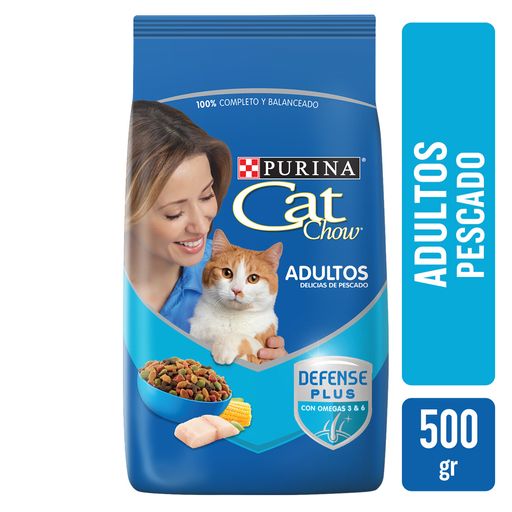 100% COMPLETO Y BALANCEADO
PURINA®
Cat
Chow®
ADULTOS
DELICIAS DE PESCADO
DEFENSE
PLUS
CON OMEGAS 3 & 6
ADULTOS
PESCADO
500
gr